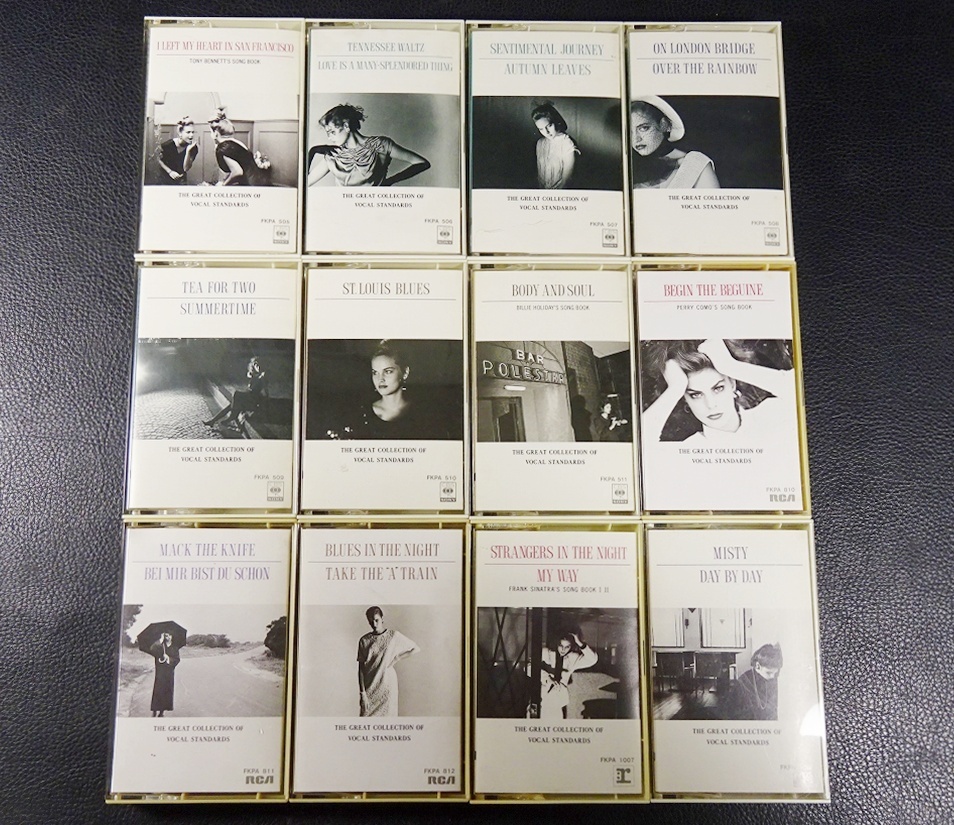 I LEFT MY HEART IN SAN FRANCISCO
TONY BENNETT'S SONG BOOK
THE GREAT COLLECTION OF
VOCAL STANDARDS
FKPA 505
TENNESSEE WALTZ
LOVE IS A MANY-SPLENDORED THING
THE GREAT COLLECTION OF
VOCAL STANDARDS
FKPA 506
SENTIMENTAL JOURNEY
AUTUMN LEAVES
THE GREAT COLLECTION OF
VOCAL STANDARDS
FKPA 507
ON LONDON BRIDGE
OVER THE RAINBOW
THE GREAT COLLECTION OF
VOCAL STANDARDS
FKPA 508
TEA FOR TWO
SUMMERTIME
THE GREAT COLLECTION OF
VOCAL STANDARDS
FKPA 509
ST. LOUIS BLUES
THE GREAT COLLECTION OF
VOCAL STANDARDS
FKPA 510
BODY AND SOUL
BILLIE HOLIDAY'S SONG BOOK
BAR
POLESTAR
THE GREAT COLLECTION OF
VOCAL STANDARDS
FKPA 511
BEGIN THE BEGUINE
PERRY COMO'S SONG BOOK
THE GREAT COLLECTION OF
VOCAL STANDARDS
FKPA 810
RCA
MACK THE KNIFE
BEI MIR BIST DU SCHON
THE GREAT COLLECTION OF
VOCAL STANDARDS
FKPA 811
RCA
BLUES IN THE NIGHT
TAKE THE "A" TRAIN
THE GREAT COLLECTION OF
VOCAL STANDARDS
FKPA 812
RCA
STRANGERS IN THE NIGHT
MY WAY
FRANK SINATRA'S SONG BOOK I II
THE GREAT COLLECTION OF
VOCAL STANDARDS
FKPA 1007
MISTY
DAY BY DAY
THE GREAT COLLECTION OF
VOCAL STANDARDS